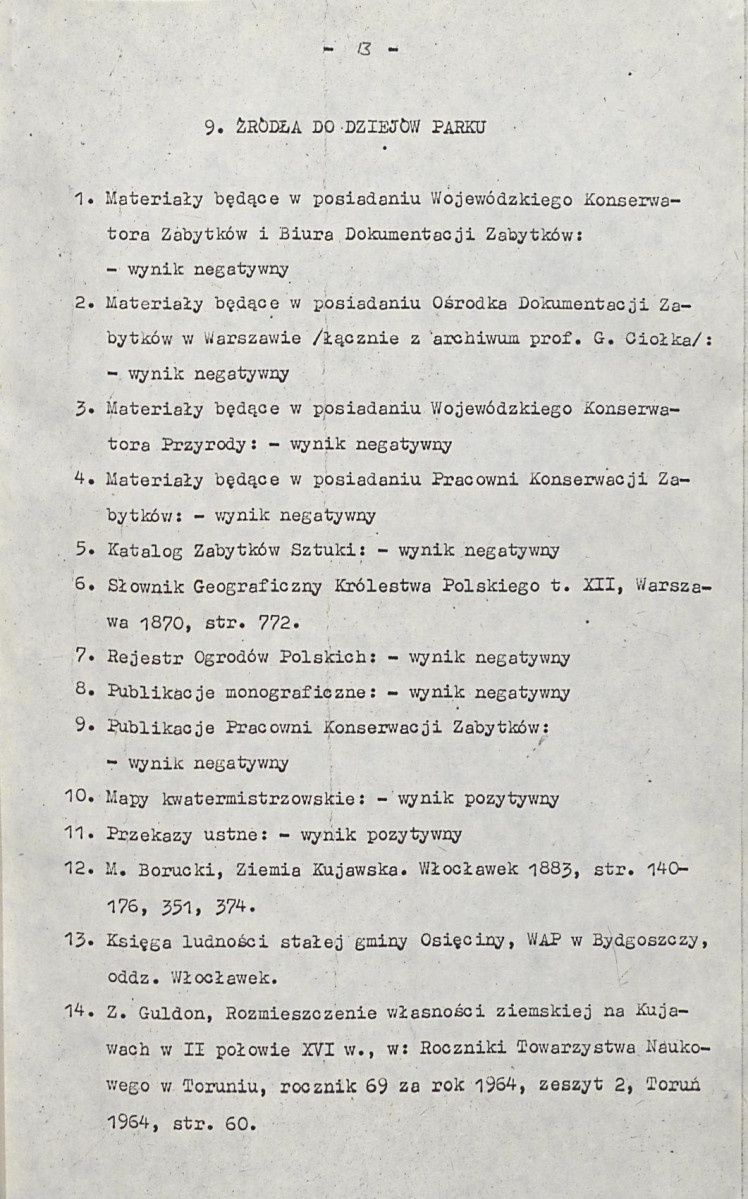 - 13 -
9. ŹRÓDŁA DO DZIEJÓW PARKU
1. Materiały będące w posiadaniu Wojewódzkiego Konserwa-
tora Zabytków i Biura Dokumentacji Zabytków:
- wynik negatywny
2. Materiały będące w posiadaniu Ośrodka Dokumentacji Za-
bytków w Warszawie /łącznie z archiwum prof. G. Ciołka/:
- wynik negatywny
3. Materiały będące w posiadaniu Wojewódzkiego Konserwa-
tora Przyrody: - wynik negatywny
4. Materiały będące w posiadaniu Pracowni Konserwacji Za-
bytków: - wynik negatywny
5. Katalog Zabytków Sztuki: - wynik negatywny
6. Słownik Geograficzny Królestwa Polskiego t. XII, Warsza-
wa 1870, str. 772.
7. Rejestr Ogrodów Polskich: - wynik negatywny
8. Publikacje monograficzne: - wynik negatywny
9. Publikacje Pracowni Konserwacji Zabytków:
- wynik negatywny
10. Mapy kwatermistrzowskie: - wynik pozytywny
11. Przekazy ustne: - wynik pozytywny
12. M. Borucki, Ziemia Kujawska. Włocławek 1883, str. 140-
176, 351, 374.
13. Księga ludności stałej gminy Osięciny, WAP w Bydgoszczy,
oddz. Włocławek.
14. Z. Guldon, Rozmieszczenie własności ziemskiej na Kuja-
wach w II połowie XVI w., w: Roczniki Towarzystwa Nauko-
wego w Toruniu, rocznik 69 za rok 1964, zeszyt 2, Toruń
1964, str. 60.